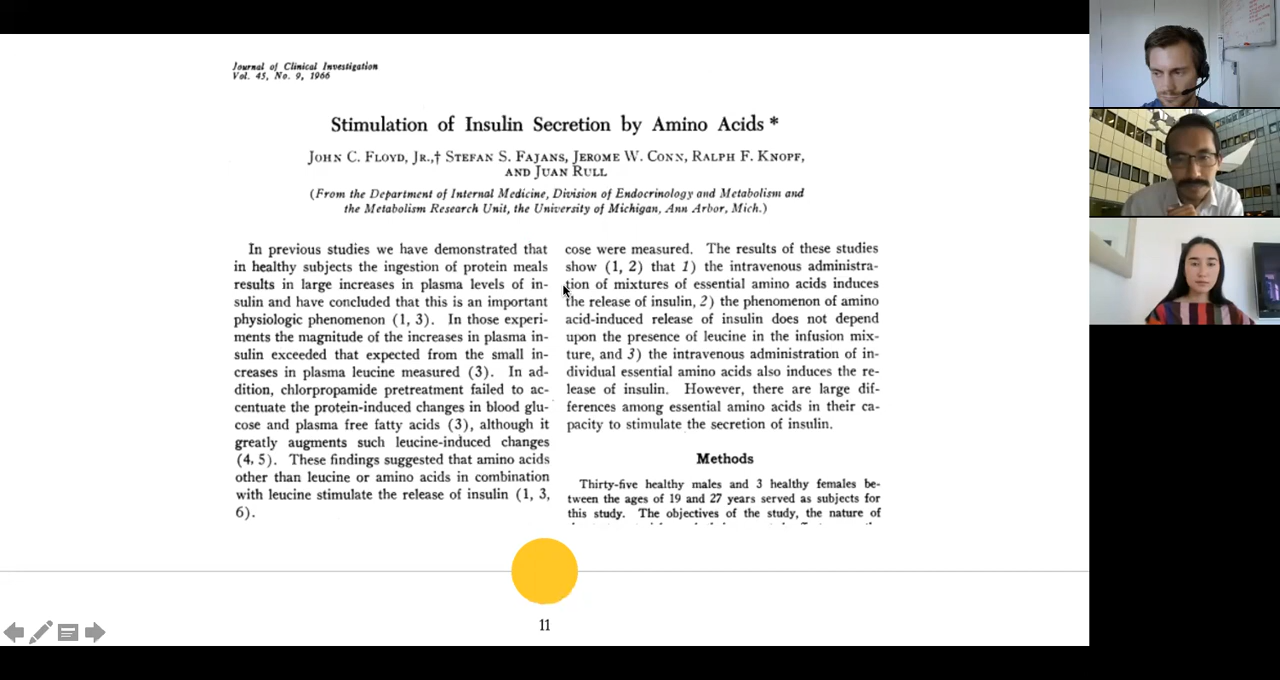 Journal of Clinical Investigation
Vol. 45, No. 9, 1966
Stimulation of Insulin Secretion by Amino Acids *
John C. Floyd, Jr.,† Stefan S. Fajans, Jerome W. Conn, Ralph F. Knopf,
and Juan Rull
(From the Department of Internal Medicine, Division of Endocrinology and Metabolism and
the Metabolism Research Unit, the University of Michigan, Ann Arbor, Mich.)
In previous studies we have demonstrated that
in healthy subjects the ingestion of protein meals
results in large increases in plasma levels of in-
sulin and have concluded that this is an important
physiologic phenomenon (1, 3). In those experi-
ments the magnitude of the increases in plasma in-
sulin exceeded that expected from the small in-
creases in plasma leucine measured (3). In ad-
dition, chlorpropamide pretreatment failed to ac-
centuate the protein-induced changes in blood glu-
cose and plasma free fatty acids (3), although it
greatly augments such leucine-induced changes
(4, 5). These findings suggested that amino acids
other than leucine or amino acids in combination
with leucine stimulate the release of insulin (1, 3,
6).
cose were measured. The results of these studies
show (1, 2) that 1) the intravenous administra-
tion of mixtures of essential amino acids induces
the release of insulin, 2) the phenomenon of amino
acid-induced release of insulin does not depend
upon the presence of leucine in the infusion mix-
ture, and 3) the intravenous administration of in-
dividual essential amino acids also induces the re-
lease of insulin. However, there are large dif-
ferences among essential amino acids in their ca-
pacity to stimulate the secretion of insulin.
Methods
Thirty-five healthy males and 3 healthy females be-
tween the ages of 19 and 27 years served as subjects for
this study. The objectives of the study, the nature of
11